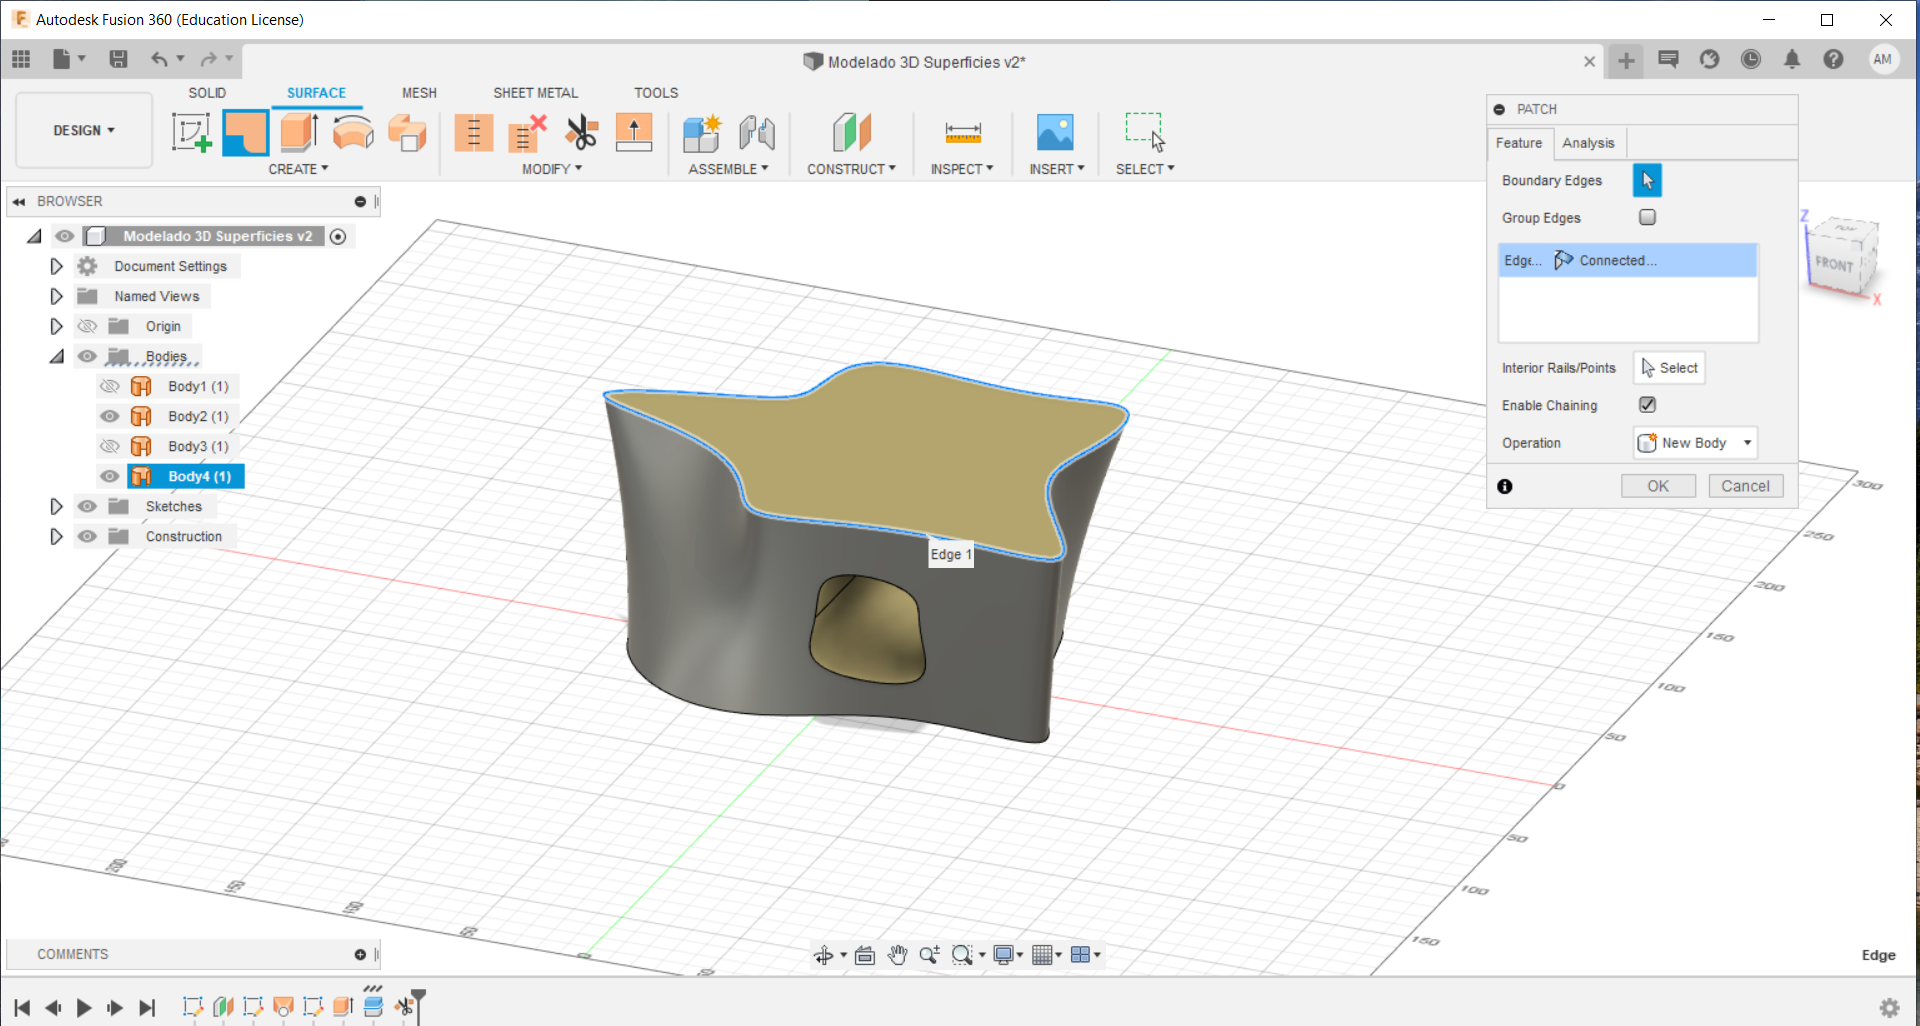 Autodesk Fusion 360 (Education License)
Modelado 3D Superficies v2*
AM
SOLID SURFACE MESH SHEET METAL TOOLS
DESIGN
CREATE MODIFY ASSEMBLE CONSTRUCT INSPECT INSERT SELECT
BROWSER
Modelado 3D Superficies v2
Document Settings
Named Views
Origin
Bodies
Body1 (1)
Body2 (1)
Body3 (1)
Body4 (1)
Sketches
Construction
PATCH
Feature Analysis
Boundary Edges
Group Edges
Edge... Connected...
Interior Rails/Points Select
Enable Chaining
Operation New Body
OK Cancel
Z
TOP
FRONT
X
Edge 1
300
250
200
150
100
50
0
50
100
150
200
150
100
50
0
50
COMMENTS
Edge